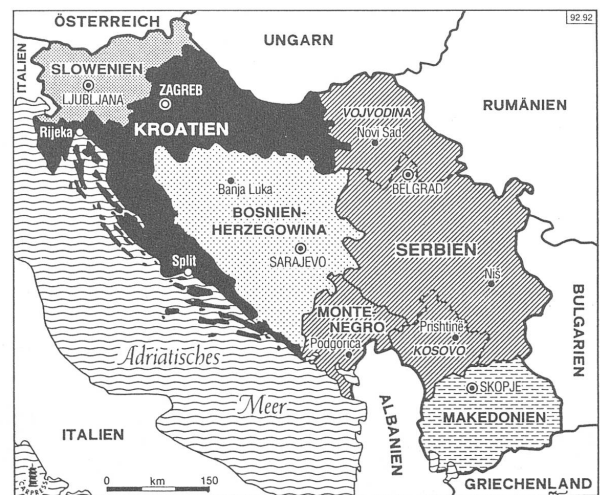 92.92
ÖSTERREICH
UNGARN
ITALIEN
SLOWENIEN
LJUBLJANA
ZAGREB
RUMÄNIEN
VOJVODINA
Novi Sad
Rijeka
KROATIEN
BELGRAD
Banja Luka
BOSNIEN-
HERZEGOWINA
SARAJEVO
SERBIEN
Split
Niš
BULGARIEN
MONTE-
NEGRO
Podgorica
Prishtinë
KOSOVO
Adriatisches
Meer
ALBANIEN
SKOPJE
MAKEDONIEN
ITALIEN
0 km 150
GRIECHENLAND